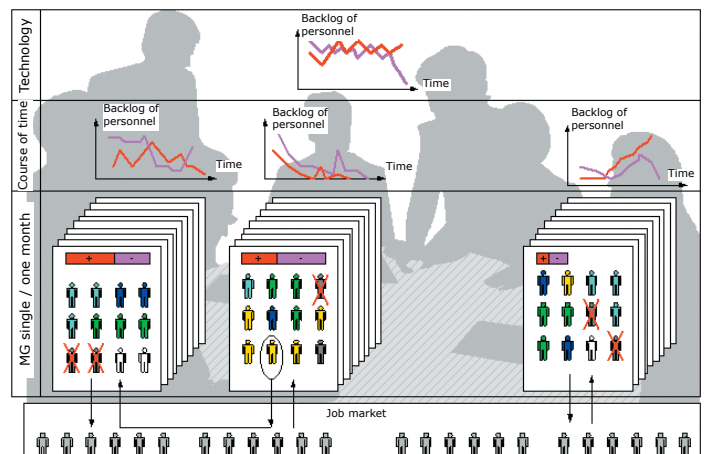 Technology
Backlog of
personnel
Time
Course of time
Backlog of
personnel
Time
Backlog of
personnel
Time
Backlog of
personnel
Time
MG single / one month
+ -
+ -
+ -
Job market